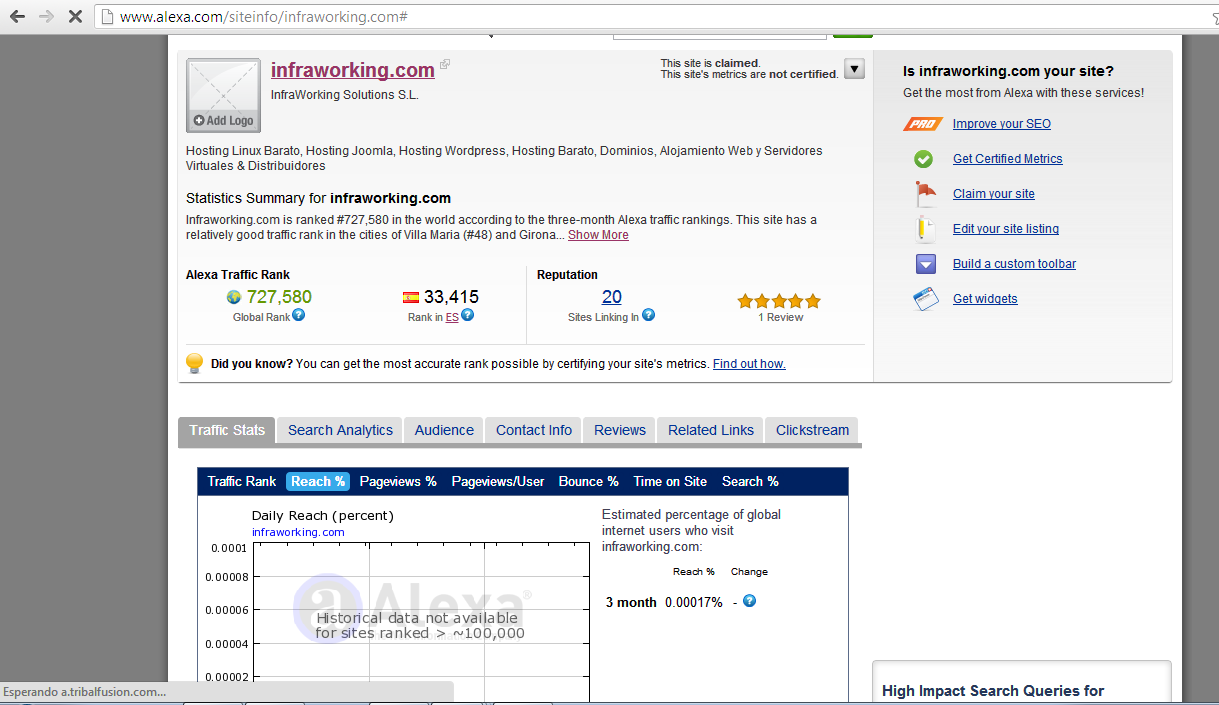 www.alexa.com/siteinfo/infraworking.com#
infraworking.com
InfraWorking Solutions S.L.
Add Logo
This site is claimed.
This site's metrics are not certified.
Hosting Linux Barato, Hosting Joomla, Hosting Wordpress, Hosting Barato, Dominios, Alojamiento Web y Servidores
Virtuales & Distribuidores
Statistics Summary for infraworking.com
Infraworking.com is ranked #727,580 in the world according to the three-month Alexa traffic rankings. This site has a
relatively good traffic rank in the cities of Villa Maria (#48) and Girona... Show More
Alexa Traffic Rank
727,580
Global Rank ?
33,415
Rank in ES ?
Reputation
20
Sites Linking In ?
1 Review
Did you know? You can get the most accurate rank possible by certifying your site's metrics. Find out how.
Is infraworking.com your site?
Get the most from Alexa with these services!
PRO Improve your SEO
Get Certified Metrics
Claim your site
Edit your site listing
Build a custom toolbar
Get widgets
Traffic Stats Search Analytics Audience Contact Info Reviews Related Links Clickstream
Traffic Rank Reach % Pageviews % Pageviews/User Bounce % Time on Site Search %
Daily Reach (percent)
infraworking.com
0.0001
0.00008
0.00006
0.00004
0.00002
a Alexa®
Historical data not available
for sites ranked > ~100,000
Estimated percentage of global
internet users who visit
infraworking.com:
Reach % Change
3 month 0.00017% - ?
High Impact Search Queries for
Esperando a.tribalfusion.com...